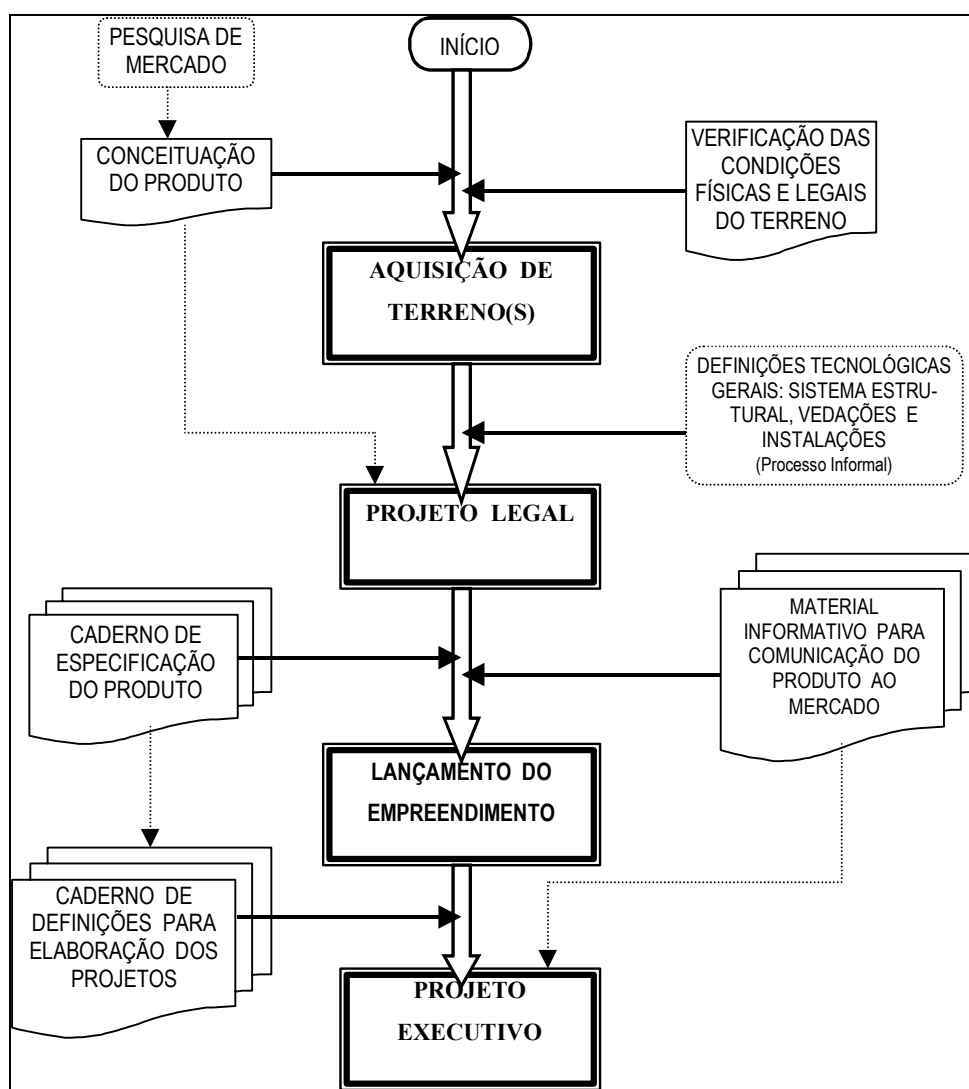 PESQUISA DE
MERCADO
INÍCIO
CONCEITUAÇÃO
DO PRODUTO
VERIFICAÇÃO DAS
CONDIÇÕES
FÍSICAS E LEGAIS
DO TERRENO
AQUISIÇÃO DE
TERRENO(S)
DEFINIÇÕES TECNOLÓGICAS
GERAIS: SISTEMA ESTRU-
TURAL, VEDAÇÕES E
INSTALAÇÕES
(Processo Informal)
PROJETO LEGAL
CADERNO DE
ESPECIFICAÇÃO
DO PRODUTO
MATERIAL
INFORMATIVO PARA
COMUNICAÇÃO DO
PRODUTO AO
MERCADO
LANÇAMENTO DO
EMPREENDIMENTO
CADERNO DE
DEFINIÇÕES PARA
ELABORAÇÃO DOS
PROJETOS
PROJETO
EXECUTIVO